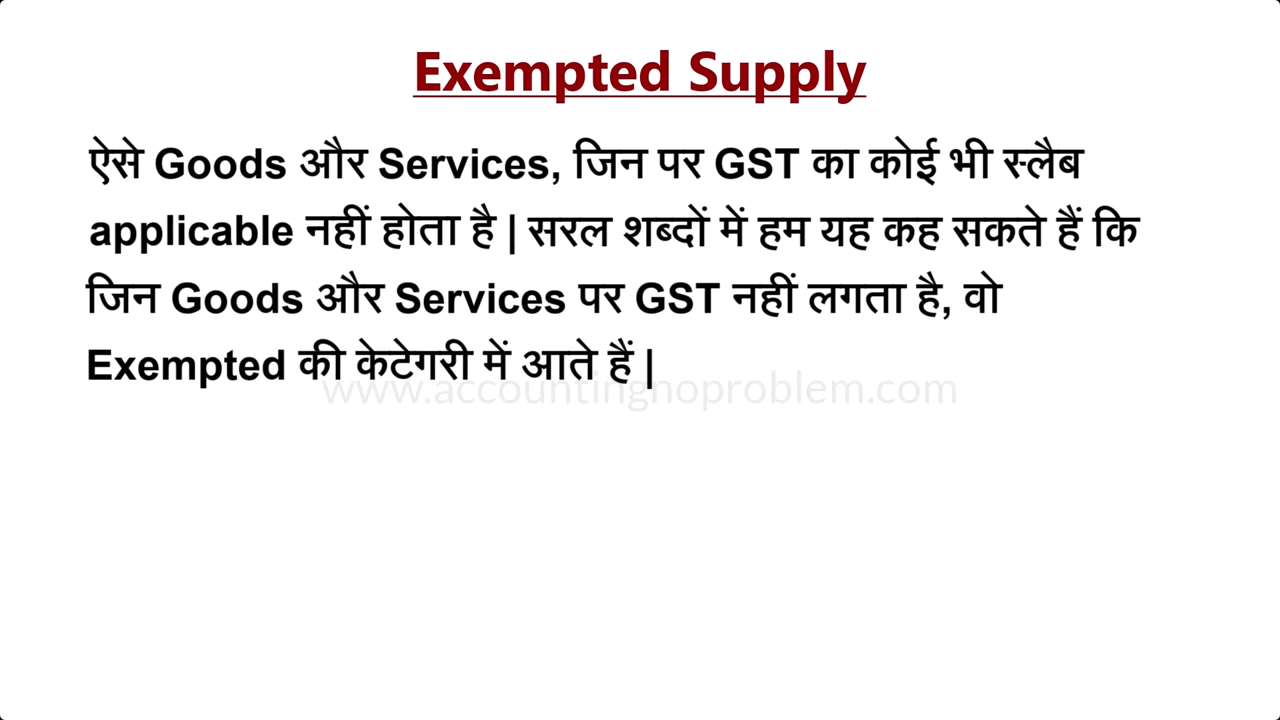 Exempted Supply
ऐसे Goods और Services, जिन पर GST का कोई भी स्लैब
applicable नहीं होता है | सरल शब्दों में हम यह कह सकते हैं कि
जिन Goods और Services पर GST नहीं लगता है, वो
Exempted की केटेगरी में आते हैं |
www.accountingnoproblem.com